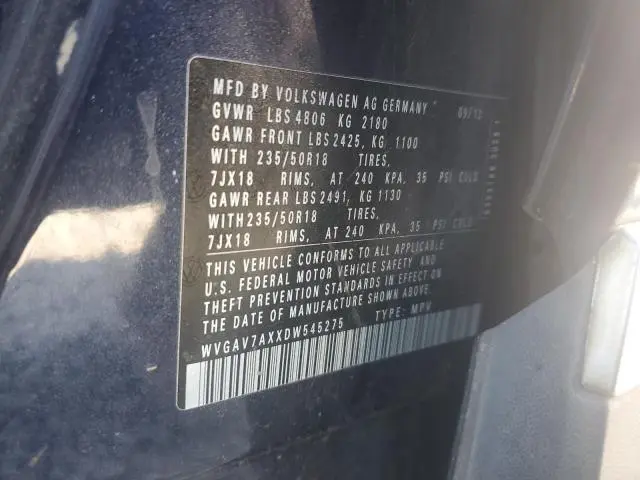 MFD BY VOLKSWAGEN AG GERMANY
GVWR LBS 4806 KG 2180
GAWR FRONT LBS 2425, KG 1100
WITH 235/50R18 TIRES,
7JX18 RIMS, AT 240 KPA, 35 PSI COLD
GAWR REAR LBS 2491, KG 1130
WITH 235/50R18 TIRES,
7JX18 RIMS, AT 240 KPA, 35 PSI COLD
THIS VEHICLE CONFORMS TO ALL APPLICABLE
U.S. FEDERAL MOTOR VEHICLE SAFETY AND
THEFT PREVENTION STANDARDS IN EFFECT ON
THE DATE OF MANUFACTURE SHOWN ABOVE.
WVGAV7AXXDW545275 TYPE: MPV